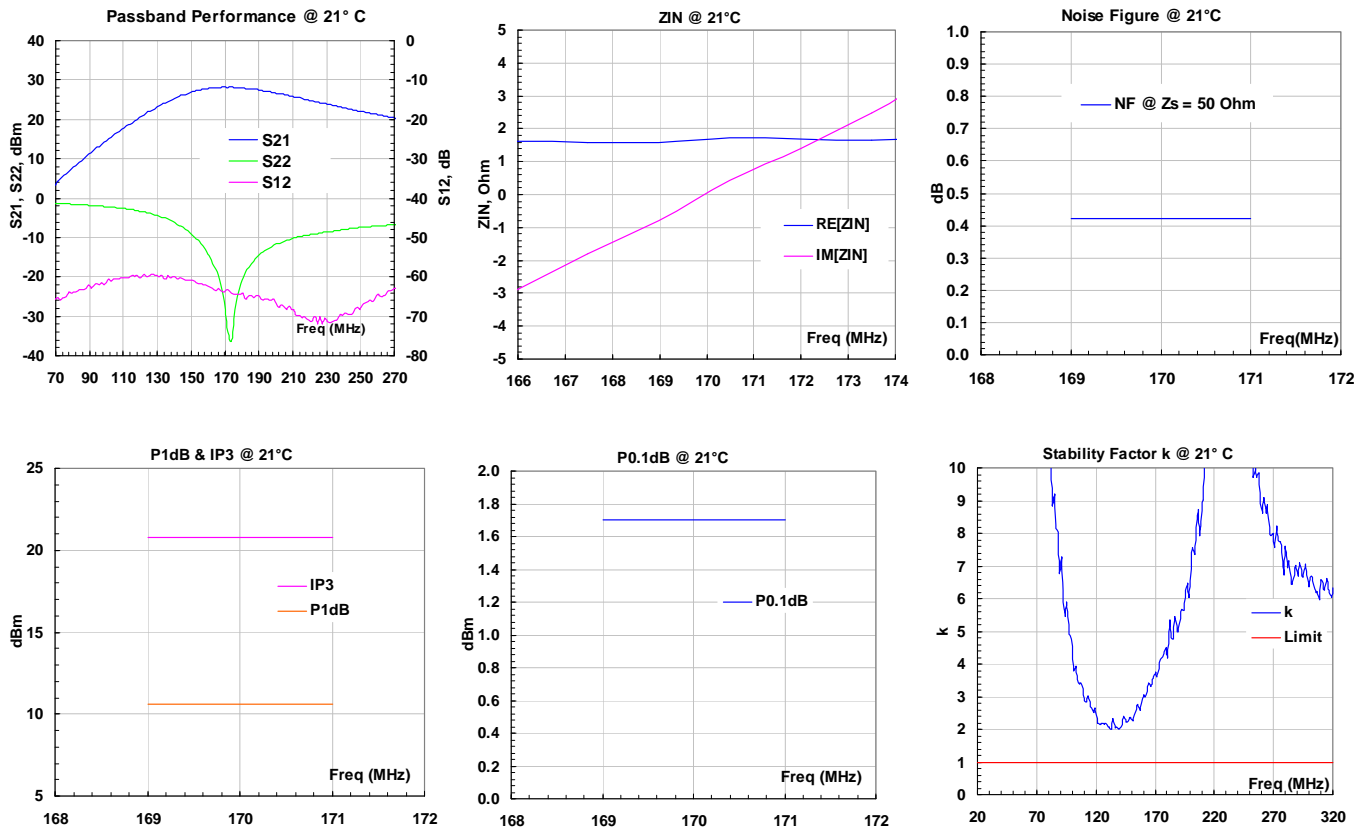 Passband Performance @ 21° C
S21, S22, dBm
40
30
20
10
0
-10
-20
-30
-40
S21
S22
S12
0
-10
-20
-30
-40
-50
-60
-70
-80
S12, dB
Freq (MHz)
70 90 110 130 150 170 190 210 230 250 270
ZIN @ 21°C
ZIN, Ohm
5
4
3
2
1
0
-1
-2
-3
-4
-5
RE[ZIN]
IM[ZIN]
Freq (MHz)
166 167 168 169 170 171 172 173 174
Noise Figure @ 21°C
dB
1.0
0.9
0.8
0.7
0.6
0.5
0.4
0.3
0.2
0.1
0.0
NF @ Zs = 50 Ohm
Freq(MHz)
168 169 170 171 172
P1dB & IP3 @ 21°C
dBm
25
20
15
10
5
IP3
P1dB
Freq (MHz)
168 169 170 171 172
P0.1dB @ 21°C
dBm
2.0
1.8
1.6
1.4
1.2
1.0
0.8
0.6
0.4
0.2
0.0
P0.1dB
Freq (MHz)
168 169 170 171 172
Stability Factor k @ 21° C
k
10
9
8
7
6
5
4
3
2
1
0
k
Limit
Freq (MHz)
20 70 120 170 220 270 320